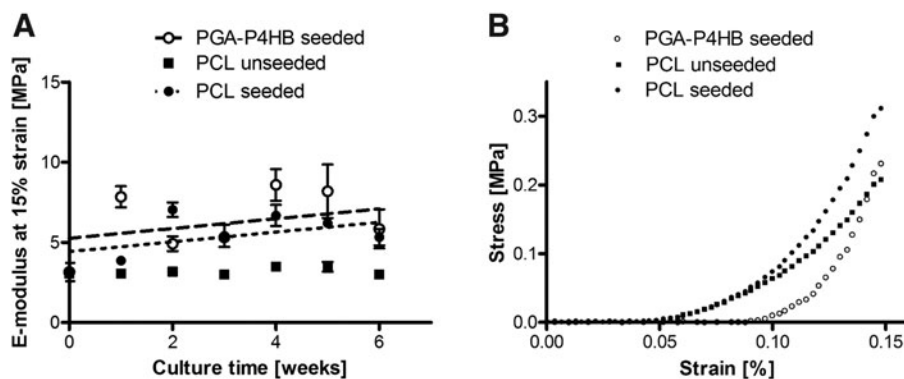 A
PGA-P4HB seeded
PCL unseeded
PCL seeded
E-modulus at 15% strain [MPa]
15
10
5
0
0
2
4
6
Culture time [weeks]
B
PGA-P4HB seeded
PCL unseeded
PCL seeded
Stress [MPa]
0.3
0.2
0.1
0.0
0.00
0.05
0.10
0.15
Strain [%]